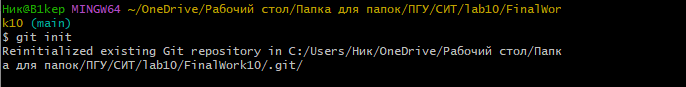 Ник@B1kep MINGW64 ~/OneDrive/Рабочий стол/Папка для папок/ПГУ/СИТ/lab10/FinalWor
k10 (main)
$ git init
Reinitialized existing Git repository in C:/Users/Ник/OneDrive/Рабочий стол/Папк
а для папок/ПГУ/СИТ/lab10/FinalWork10/.git/